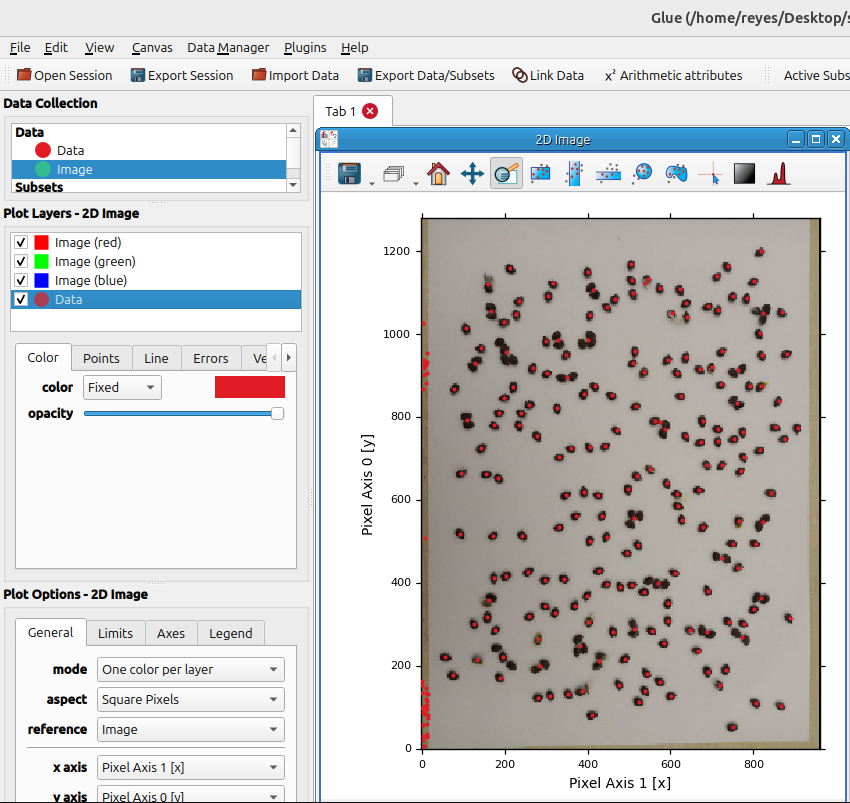 Glue (/home/reyes/Desktop/s
File Edit View Canvas Data Manager Plugins Help
Open Session Export Session Import Data Export Data/Subsets Link Data x² Arithmetic attributes Active Subs
Data Collection
Data
Data
Image
Subsets
Plot Layers - 2D Image
Image (red)
Image (green)
Image (blue)
Data
Color Points Line Errors Ve
color Fixed
opacity
Plot Options - 2D Image
General Limits Axes Legend
mode One color per layer
aspect Square Pixels
reference Image
x axis Pixel Axis 1 [x]
y axis Pixel Axis 0 [y]
Tab 1
2D Image
1200
1000
800
600
400
200
0
Pixel Axis 0 [y]
0 200 400 600 800
Pixel Axis 1 [x]